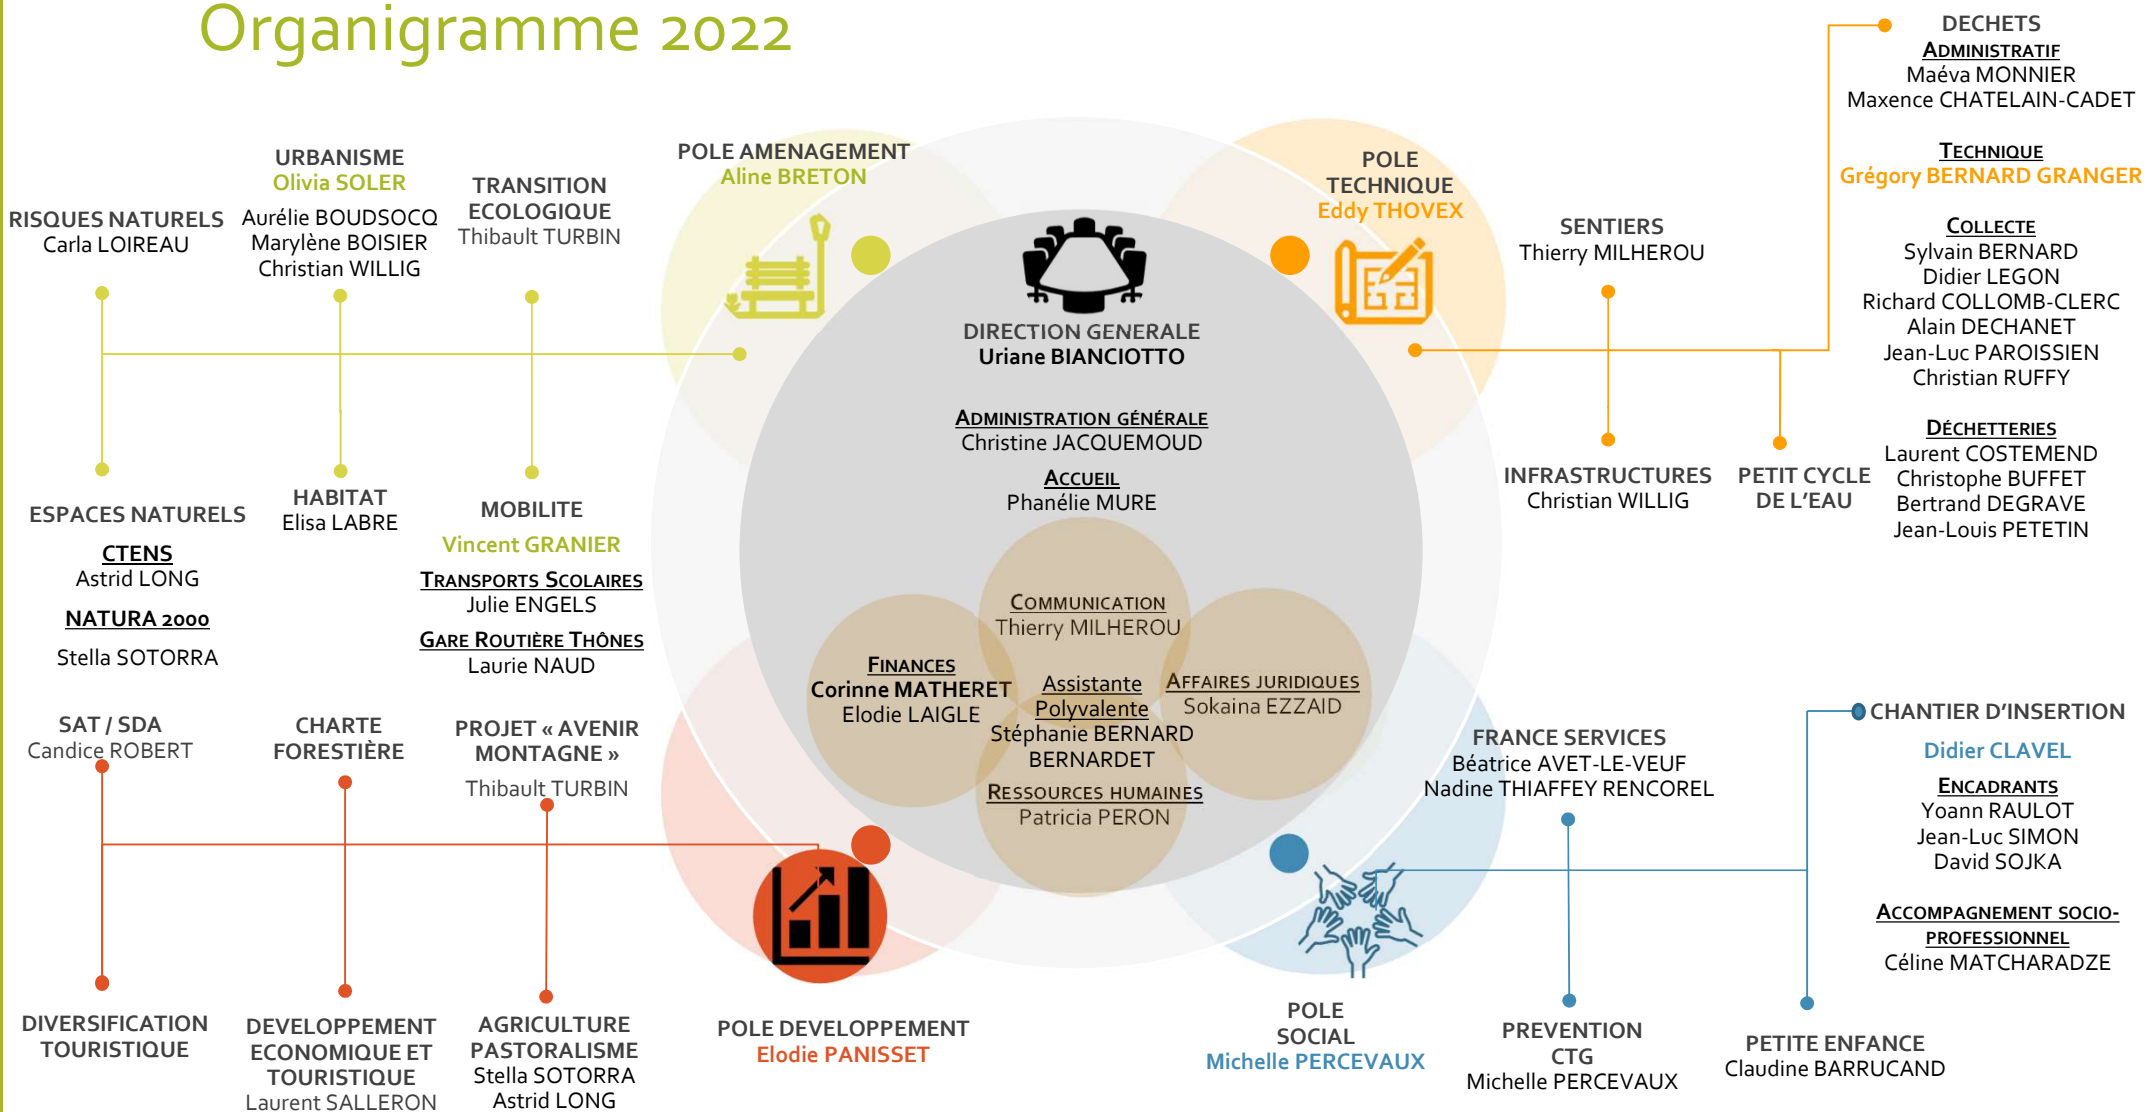 Organigramme 2022
RISQUES NATURELS
Carla LOIREAU
URBANISME
Olivia SOLER
Aurélie BOUDSOCQ
Marylène BOISIER
Christian WILLIG
TRANSITION
ECOLOGIQUE
Thibault TURBIN
ESPACES NATURELS
CTENS
Astrid LONG
NATURA 2000
Stella SOTORRA
HABITAT
Elisa LABRE
MOBILITE
Vincent GRANIER
TRANSPORTS SCOLAIRES
Julie ENGELS
GARE ROUTIÈRE THÔNES
Laurie NAUD
POLE AMENAGEMENT
Aline BRETON
DIRECTION GENERALE
Uriane BIANCIOTTO
ADMINISTRATION GÉNÉRALE
Christine JACQUEMOUD
ACCUEIL
Phanélie MURE
COMMUNICATION
Thierry MILHEROU
FINANCES
Corinne MATHERET
Elodie LAIGLE
Assistante
Polyvalente
Stéphanie BERNARD
BERNARDET
AFFAIRES JURIDIQUES
Sokaina EZZAID
RESSOURCES HUMAINES
Patricia PERON
POLE
TECHNIQUE
Eddy THOVEX
SENTIERS
Thierry MILHEROU
INFRASTRUCTURES
Christian WILLIG
PETIT CYCLE
DE L'EAU
DECHETS
ADMINISTRATIF
Maéva MONNIER
Maxence CHATELAIN-CADET
TECHNIQUE
Grégory BERNARD GRANGER
COLLECTE
Sylvain BERNARD
Didier LEGON
Richard COLLOMB-CLERC
Alain DECHANET
Jean-Luc PAROISSIEN
Christian RUFFY
DÉCHETTERIES
Laurent COSTEMEND
Christophe BUFFET
Bertrand DEGRAVE
Jean-Louis PETETIN
SAT / SDA
Candice ROBERT
CHARTE
FORESTIÈRE
PROJET « AVENIR
MONTAGNE »
Thibault TURBIN
DIVERSIFICATION
TOURISTIQUE
DEVELOPPEMENT
ECONOMIQUE ET
TOURISTIQUE
Laurent SALLERON
AGRICULTURE
PASTORALISME
Stella SOTORRA
Astrid LONG
POLE DEVELOPPEMENT
Elodie PANISSET
POLE
SOCIAL
Michelle PERCEVAUX
FRANCE SERVICES
Béatrice AVET-LE-VEUF
Nadine THIAFFEY RENCOREL
PREVENTION
CTG
Michelle PERCEVAUX
CHANTIER D'INSERTION
Didier CLAVEL
ENCADRANTS
Yoann RAULOT
Jean-Luc SIMON
David SOJKA
ACCOMPAGNEMENT SOCIO-
PROFESSIONNEL
Céline MATCHARADZE
PETITE ENFANCE
Claudine BARRUCAND